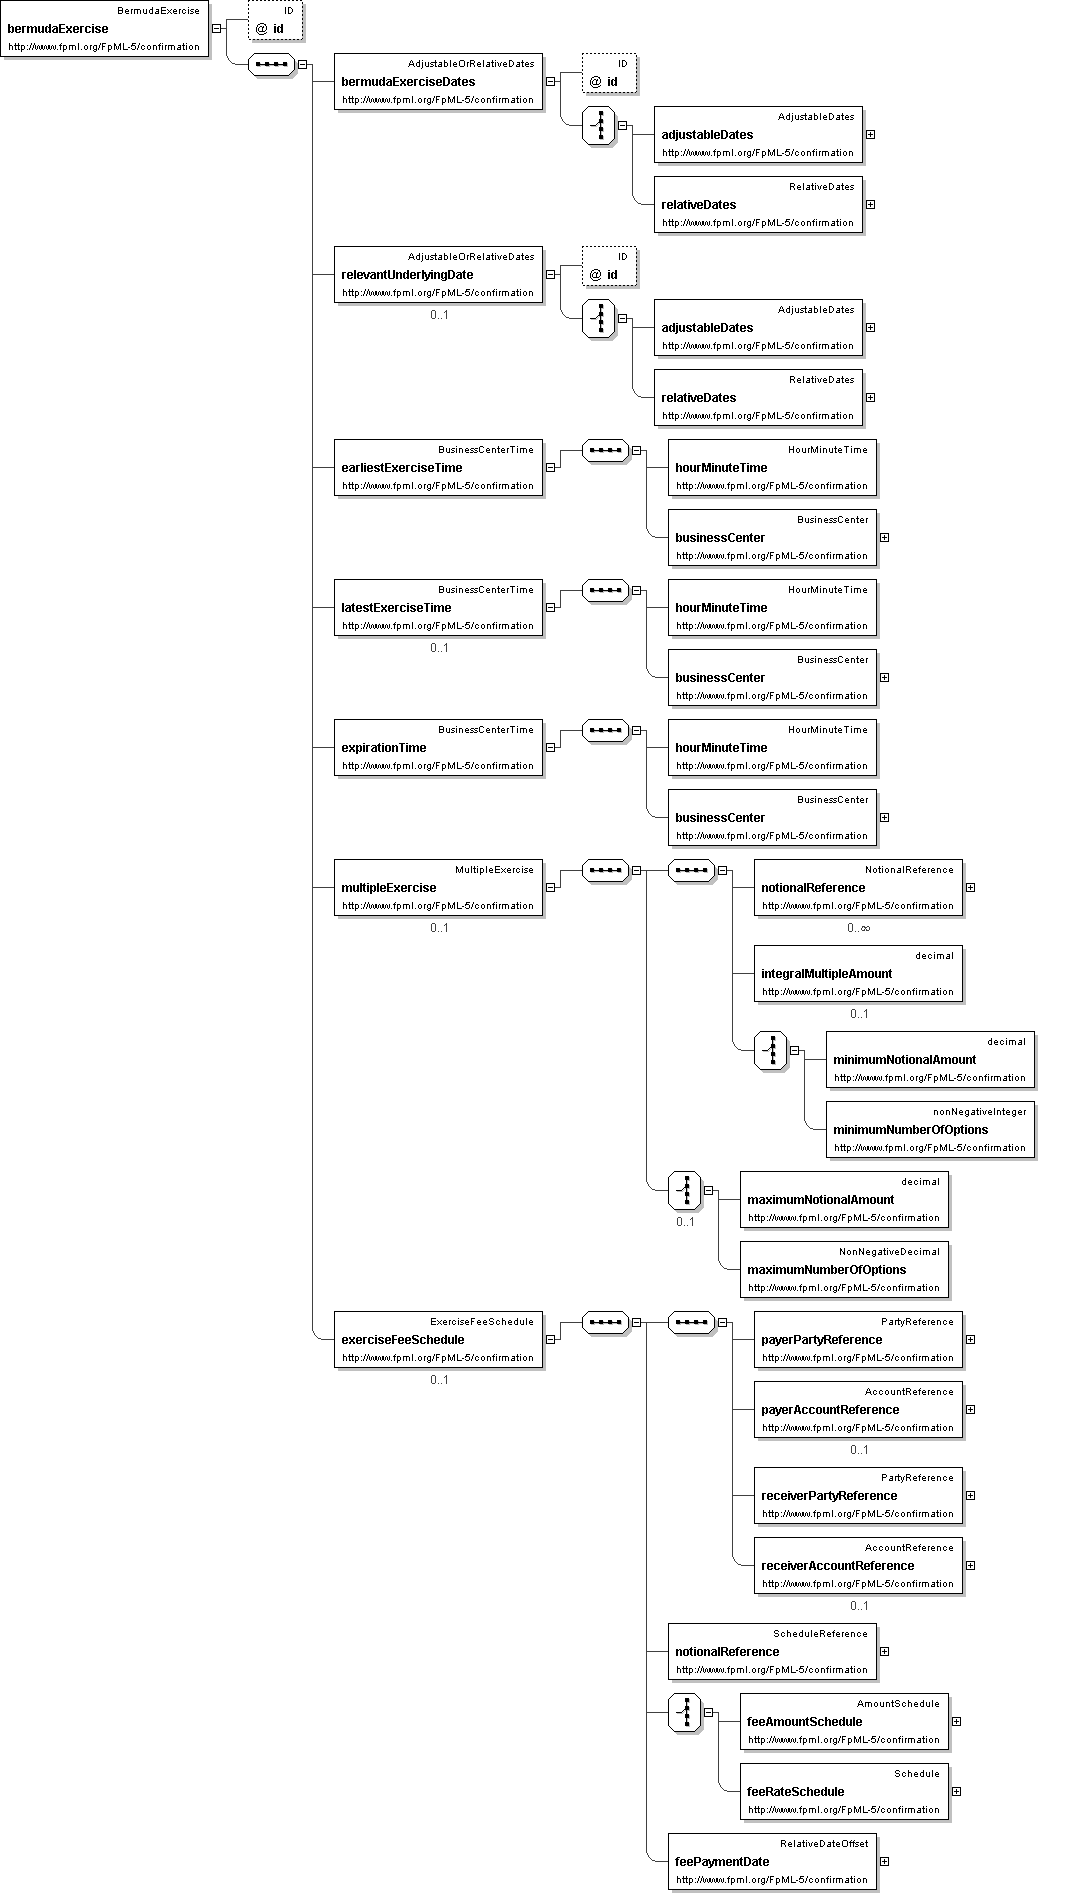 BermudaExercise
bermudaExercise
http://www.fpml.org/FpML-5/confirmation
ID
@ id
AdjustableOrRelativeDates
bermudaExerciseDates
http://www.fpml.org/FpML-5/confirmation
ID
@ id
AdjustableDates
adjustableDates
http://www.fpml.org/FpML-5/confirmation
RelativeDates
relativeDates
http://www.fpml.org/FpML-5/confirmation
AdjustableOrRelativeDates
relevantUnderlyingDate
http://www.fpml.org/FpML-5/confirmation
0..1
ID
@ id
AdjustableDates
adjustableDates
http://www.fpml.org/FpML-5/confirmation
RelativeDates
relativeDates
http://www.fpml.org/FpML-5/confirmation
BusinessCenterTime
earliestExerciseTime
http://www.fpml.org/FpML-5/confirmation
HourMinuteTime
hourMinuteTime
http://www.fpml.org/FpML-5/confirmation
BusinessCenter
businessCenter
http://www.fpml.org/FpML-5/confirmation
BusinessCenterTime
latestExerciseTime
http://www.fpml.org/FpML-5/confirmation
0..1
HourMinuteTime
hourMinuteTime
http://www.fpml.org/FpML-5/confirmation
BusinessCenter
businessCenter
http://www.fpml.org/FpML-5/confirmation
BusinessCenterTime
expirationTime
http://www.fpml.org/FpML-5/confirmation
HourMinuteTime
hourMinuteTime
http://www.fpml.org/FpML-5/confirmation
BusinessCenter
businessCenter
http://www.fpml.org/FpML-5/confirmation
MultipleExercise
multipleExercise
http://www.fpml.org/FpML-5/confirmation
0..1
NotionalReference
notionalReference
http://www.fpml.org/FpML-5/confirmation
0..∞
decimal
integralMultipleAmount
http://www.fpml.org/FpML-5/confirmation
0..1
decimal
minimumNotionalAmount
http://www.fpml.org/FpML-5/confirmation
nonNegativeInteger
minimumNumberOfOptions
http://www.fpml.org/FpML-5/confirmation
0..1
decimal
maximumNotionalAmount
http://www.fpml.org/FpML-5/confirmation
NonNegativeDecimal
maximumNumberOfOptions
http://www.fpml.org/FpML-5/confirmation
ExerciseFeeSchedule
exerciseFeeSchedule
http://www.fpml.org/FpML-5/confirmation
0..1
PartyReference
payerPartyReference
http://www.fpml.org/FpML-5/confirmation
AccountReference
payerAccountReference
http://www.fpml.org/FpML-5/confirmation
0..1
PartyReference
receiverPartyReference
http://www.fpml.org/FpML-5/confirmation
AccountReference
receiverAccountReference
http://www.fpml.org/FpML-5/confirmation
0..1
ScheduleReference
notionalReference
http://www.fpml.org/FpML-5/confirmation
AmountSchedule
feeAmountSchedule
http://www.fpml.org/FpML-5/confirmation
Schedule
feeRateSchedule
http://www.fpml.org/FpML-5/confirmation
RelativeDateOffset
feePaymentDate
http://www.fpml.org/FpML-5/confirmation